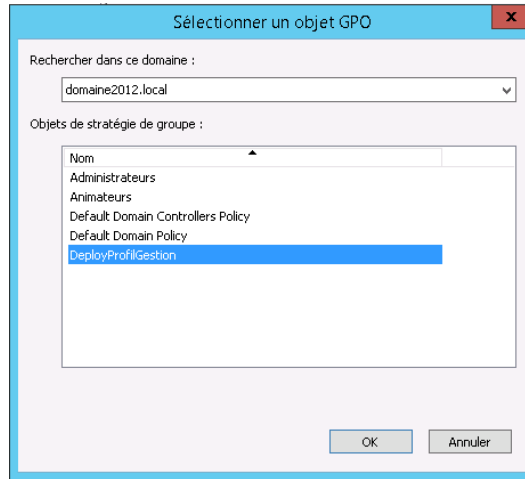 Sélectionner un objet GPO
x
Rechercher dans ce domaine :
domaine2012.local
Objets de stratégie de groupe :
Nom
Administrateurs
Animateurs
Default Domain Controllers Policy
Default Domain Policy
DeployProfilGestion
OK
Annuler